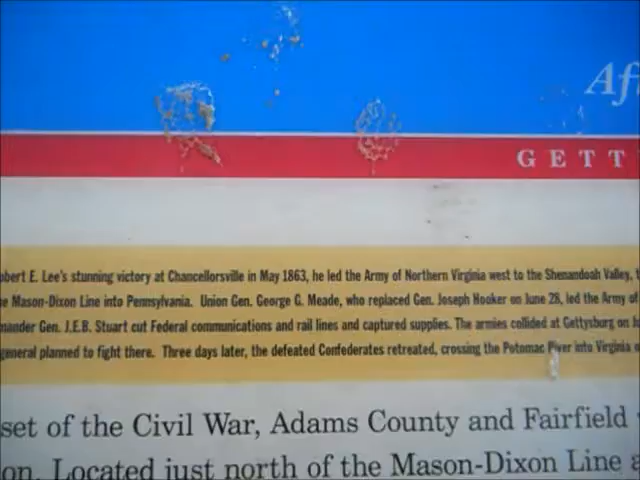 Aft
GETT
obert E. Lee's stunning victory at Chancellorsville in May 1863, he led the Army of Northern Virginia west to the Shenandoah Valley, t
e Mason-Dixon Line into Pennsylvania. Union Gen. George G. Meade, who replaced Gen. Joseph Hooker on June 28, led the Army of
mander Gen. J.E.B. Stuart cut Federal communications and rail lines and captured supplies. The armies collided at Gettysburg on
general planned to fight there. Three days later, the defeated Confederates retreated, crossing the Potomac River into Virginia o
set of the Civil War, Adams County and Fairfield
on. Located just north of the Mason-Dixon Line a